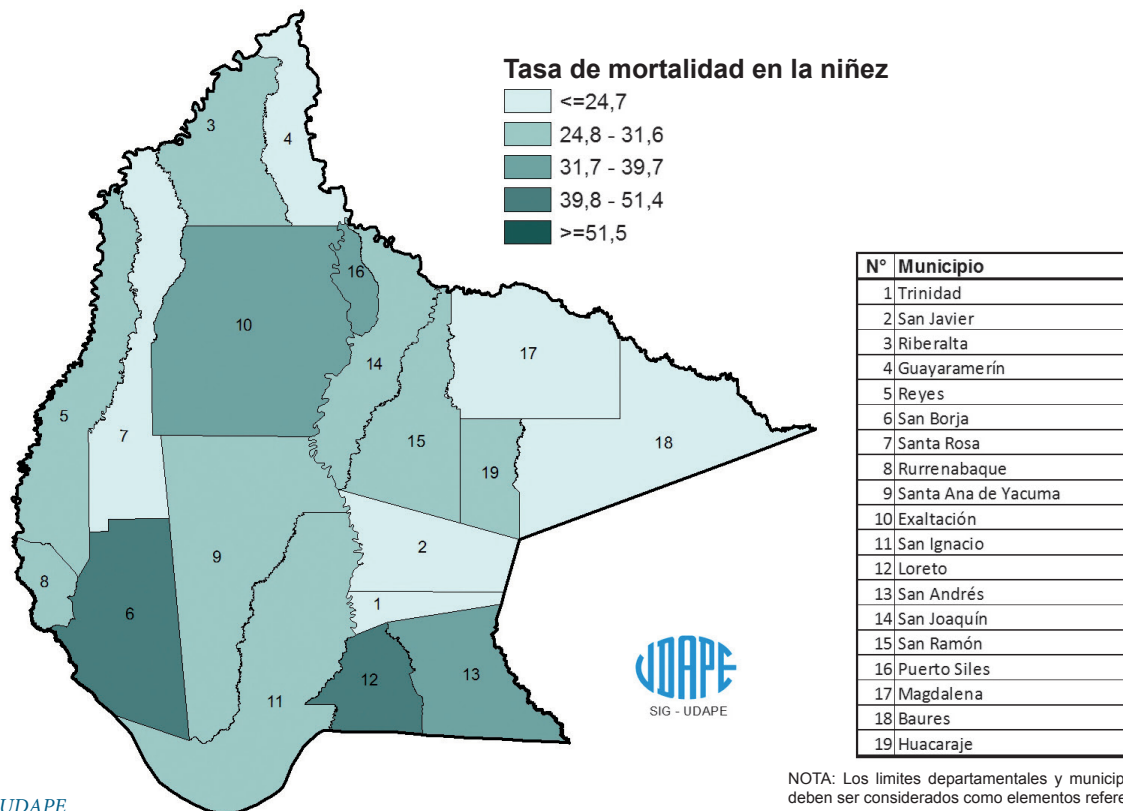 Tasa de mortalidad en la niñez
<=24,7
24,8 - 31,6
31,7 - 39,7
39,8 - 51,4
>=51,5
3
4
16
10
17
14
5
7
15
18
19
9
2
8
6
1
12
13
11
UDAPE
SIG - UDAPE
N° Municipio
1 Trinidad
2 San Javier
3 Riberalta
4 Guayaramerín
5 Reyes
6 San Borja
7 Santa Rosa
8 Rurrenabaque
9 Santa Ana de Yacuma
10 Exaltación
11 San Ignacio
12 Loreto
13 San Andrés
14 San Joaquín
15 San Ramón
16 Puerto Siles
17 Magdalena
18 Baures
19 Huacaraje
NOTA: Los limites departamentales y municip
deben ser considerados como elementos refere
UDAPE